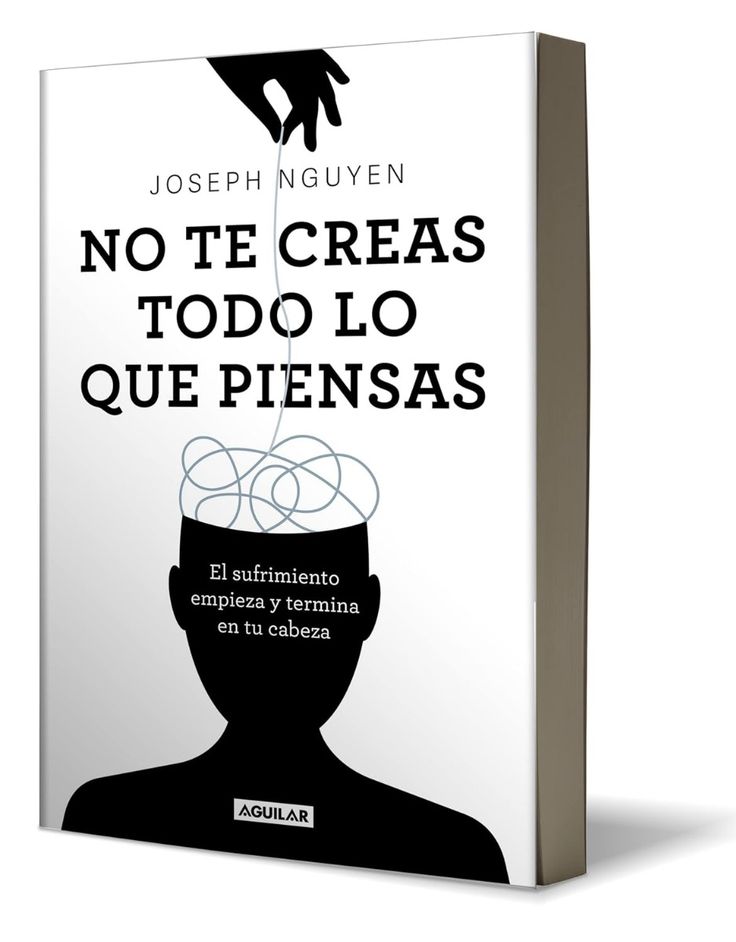 JOSEPH NGUYEN
NO TE CREAS
TODO LO
QUE PIENSAS
El sufrimiento
empieza y termina
en tu cabeza
AGUILAR